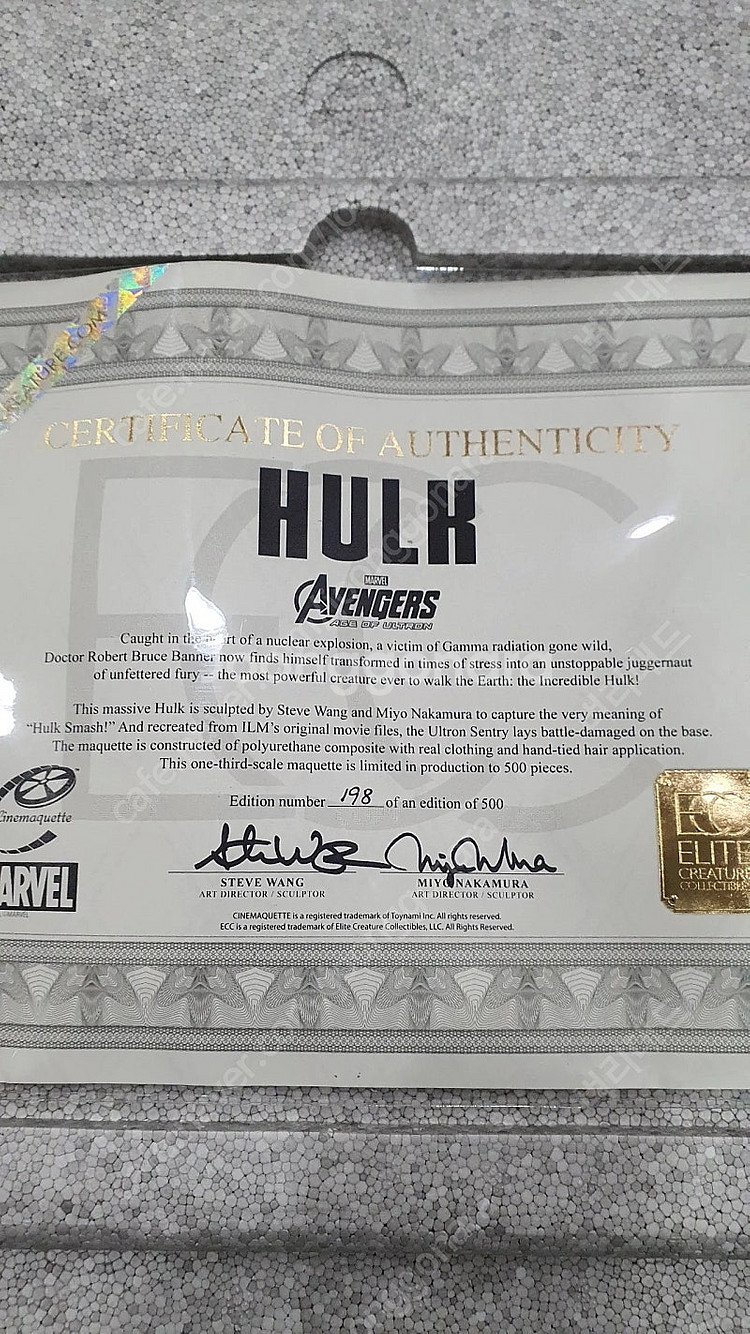 CERTIFICATE OF AUTHENTICITY
HULK
MARVEL
AVENGERS
AGE OF ULTRON
Caught in the of a nuclear explosion, a victim of Gamma radiation gone wild,
Doctor Robert Bruce Banner now finds himself transformed in times of stress into an unstoppable juggernaut
of unfettered fury -- the most powerful creature ever to walk the Earth: the Incredible Hulk!
This massive Hulk is sculpted by Steve Wang and Miyo Nakamura to capture the very meaning of
“Hulk Smash!” And recreated from ILM’s original movie files, the Ultron Sentry lays battle-damaged on the base.
The maquette is constructed of polyurethane composite with real clothing and hand-tied hair application.
This one-third-scale maquette is limited in production to 500 pieces.
Edition number 198 of an edition of 500
Cinemaquette
MARVEL
STEVE WANG
ART DIRECTOR / SCULPTOR
MIYO NAKAMURA
ART DIRECTOR / SCULPTOR
ECC
ELITE
CREATURE
COLLECTIBLES
CINEMAQUETTE is a registered trademark of Toynami Inc. All rights reserved.
ECC is a registered trademark of Elite Creature Collectibles, LLC. All Rights Reserved.